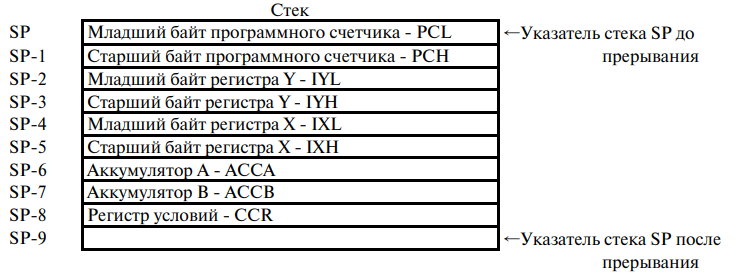 Стек
SP Младший байт программного счетчика - PCL ←Указатель стека SP до
SP-1 Старший байт программного счетчика - PCH прерывания
SP-2 Младший байт регистра Y - IYL
SP-3 Старший байт регистра Y - IYH
SP-4 Младший байт регистра X - IXL
SP-5 Старший байт регистра X - IXH
SP-6 Аккумулятор A - ACCA
SP-7 Аккумулятор B - ACCB
SP-8 Регистр условий - CCR
SP-9 ←Указатель стека SP после
прерывания